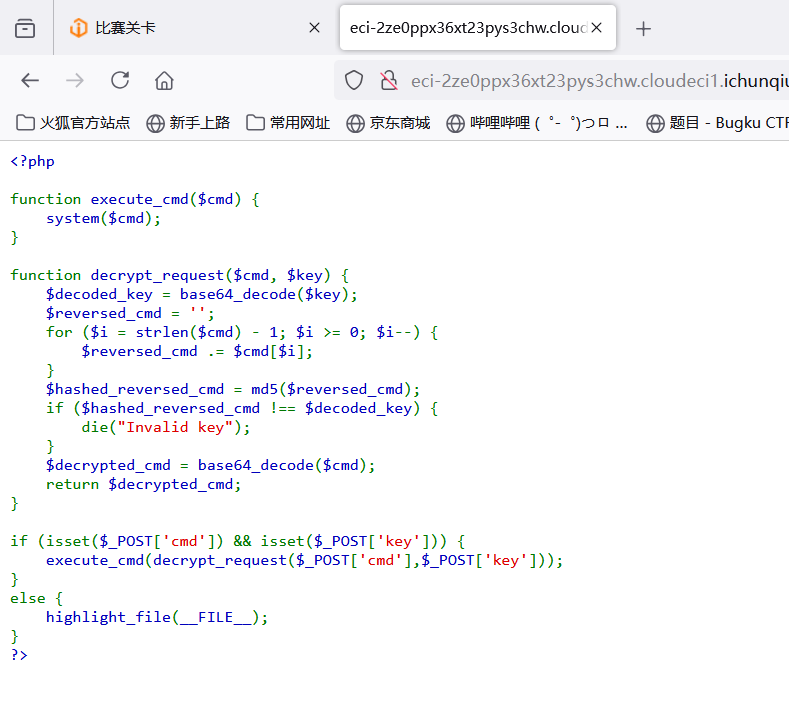 比赛关卡
eci-2ze0ppx36xt23pys3chw.cloud
eci-2ze0ppx36xt23pys3chw.cloudeci1.ichunqiu
火狐官方站点 新手上路 常用网址 京东商城 哔哩哔哩 ( ゜- ゜)つロ ... 题目 - Bugku CTF
<?php
function execute_cmd($cmd) {
    system($cmd);
}
function decrypt_request($cmd, $key) {
    $decoded_key = base64_decode($key);
    $reversed_cmd = '';
    for ($i = strlen($cmd) - 1; $i >= 0; $i--) {
        $reversed_cmd .= $cmd[$i];
    }
    $hashed_reversed_cmd = md5($reversed_cmd);
    if ($hashed_reversed_cmd !== $decoded_key) {
        die("Invalid key");
    }
    $decrypted_cmd = base64_decode($cmd);
    return $decrypted_cmd;
}
if (isset($_POST['cmd']) && isset($_POST['key'])) {
    execute_cmd(decrypt_request($_POST['cmd'],$_POST['key']));
}
else {
    highlight_file(__FILE__);
}
?>